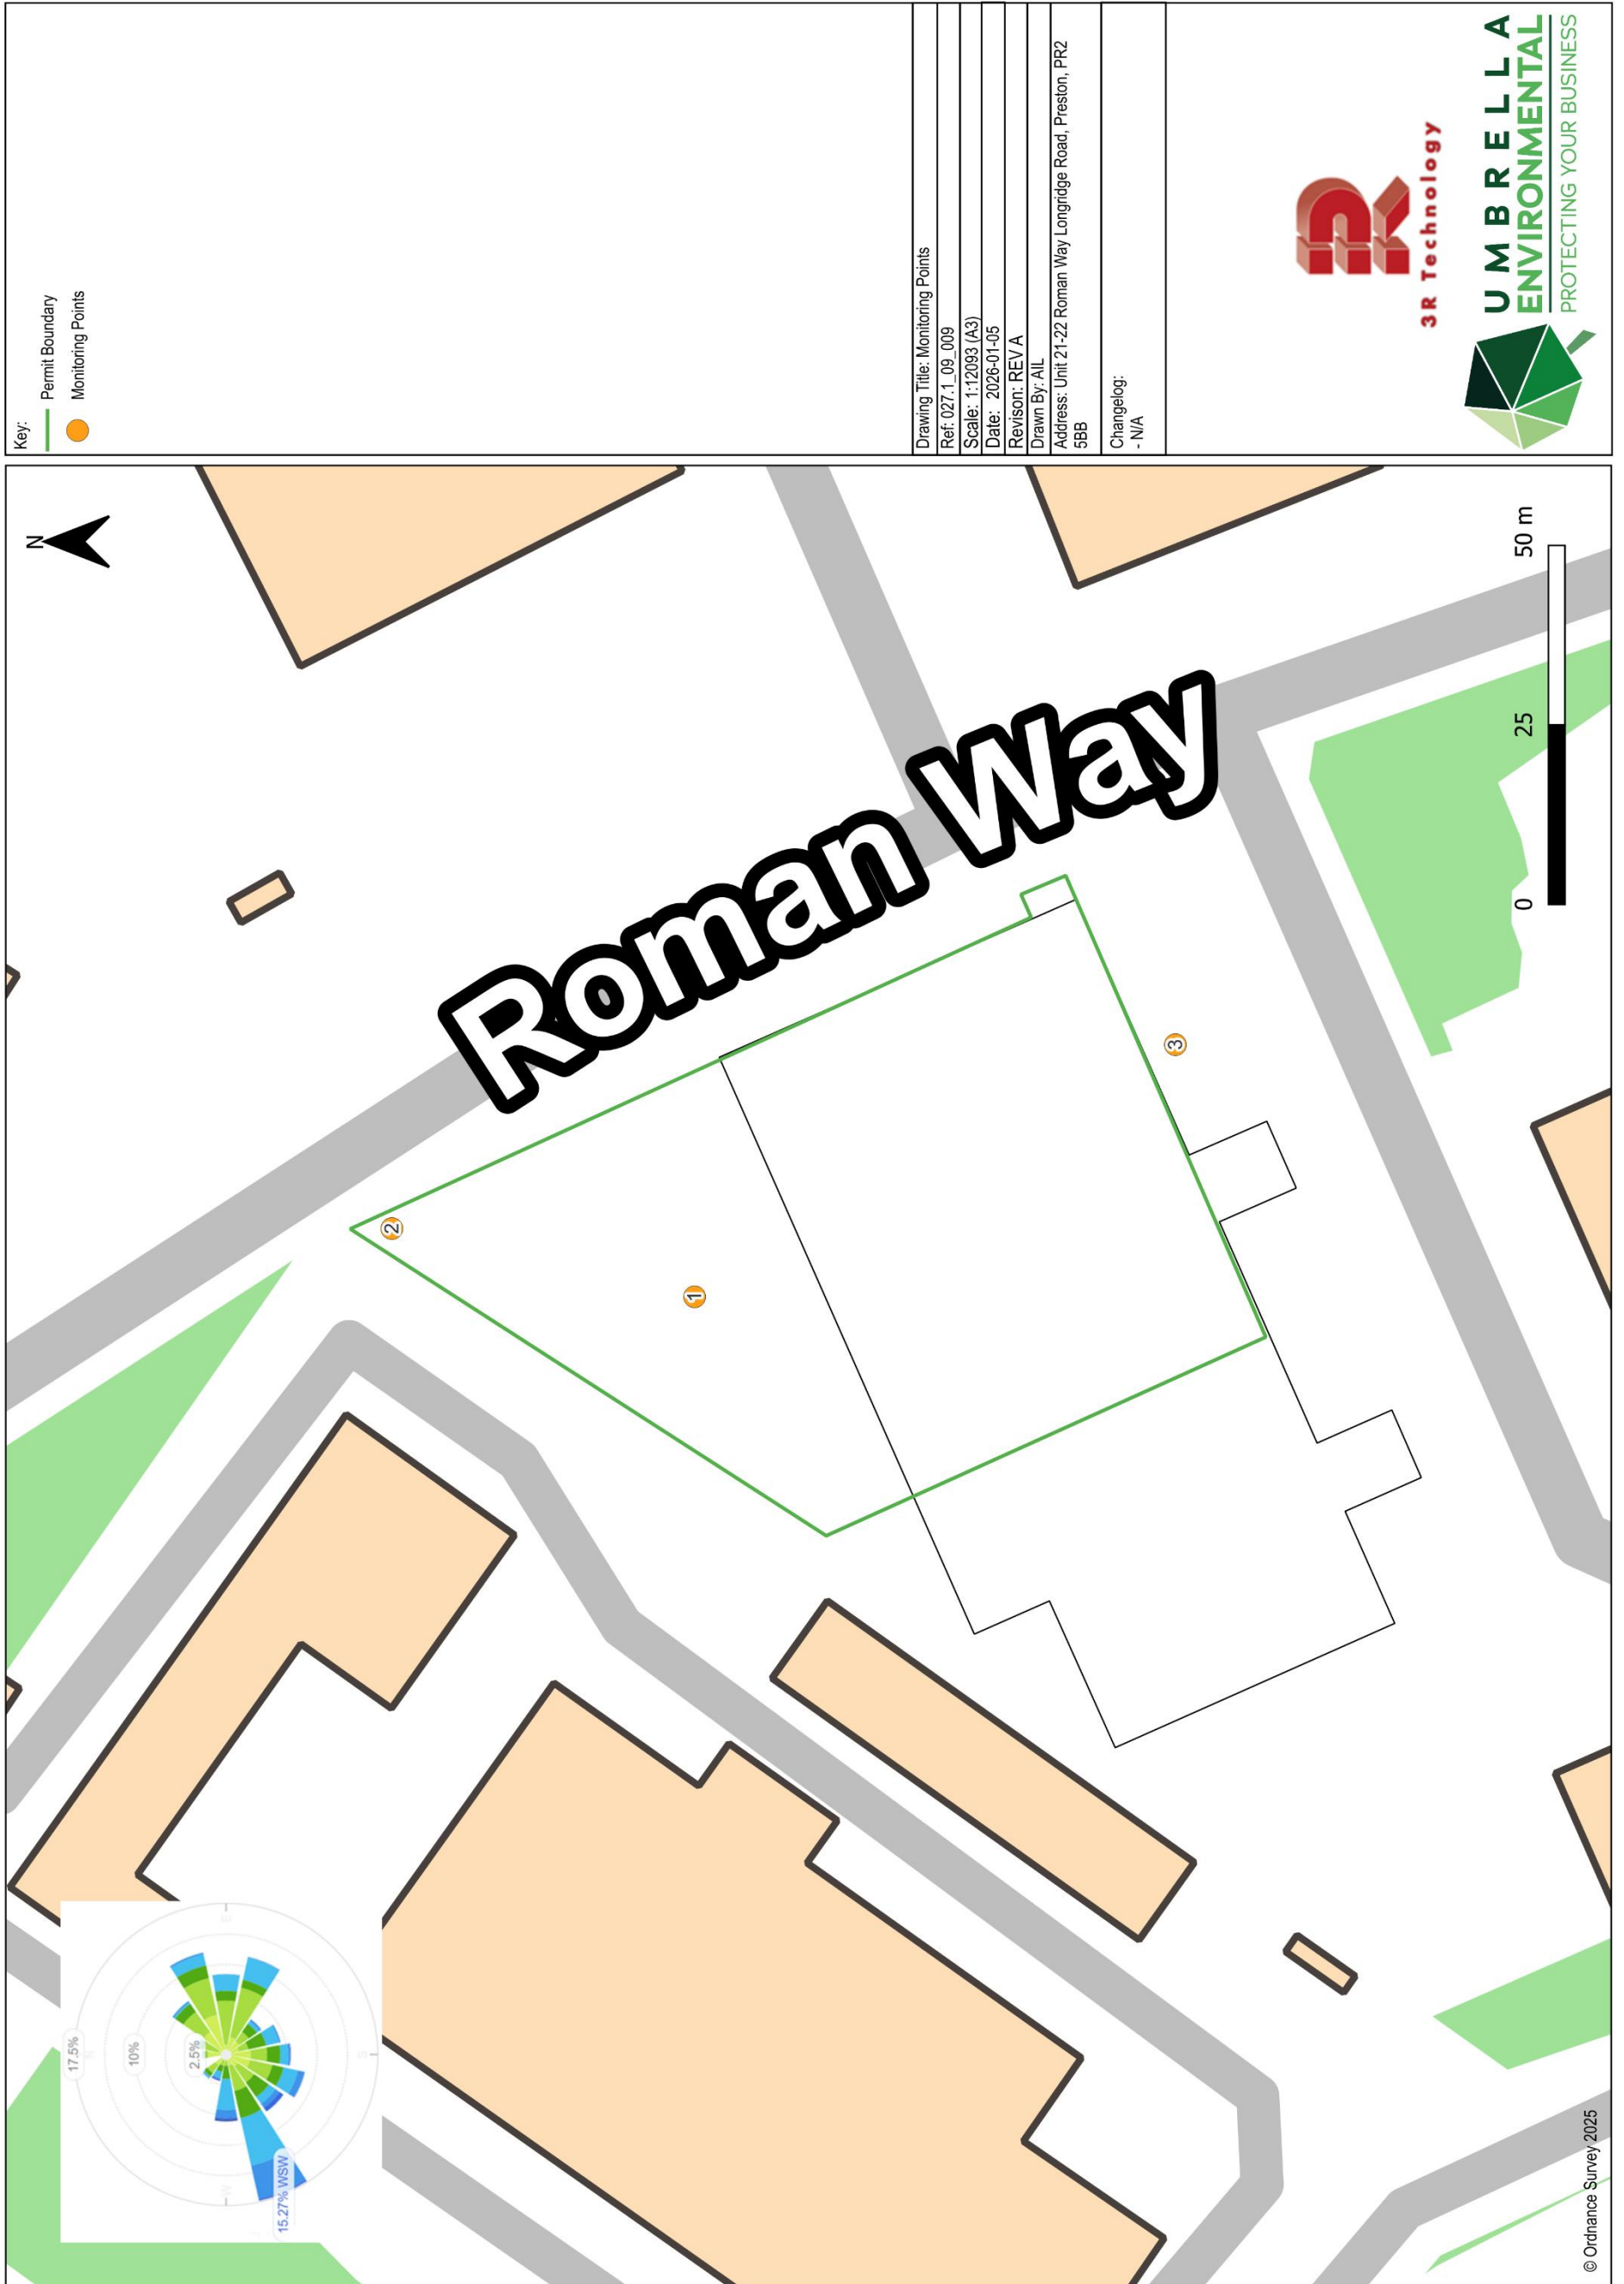 Key:
Permit Boundary
Monitoring Points
Drawing Title: Monitoring Points
Ref: 027.1_09_009
Scale: 1:12093 (A3)
Date: 2026-01-05
Revison: REV A
Drawn By: AIL
Address: Unit 21-22 Roman Way Longridge Road, Preston, PR2
5BB
Changelog:
- N/A
3R
3R Technology
UMBRELLA
ENVIRONMENTAL
PROTECTING YOUR BUSINESS
N
17.5%
N
10%
2.5%
E
S
W
15.27% WSW
Roman Way
1
2
3
0 25 50 m
© Ordnance Survey 2025